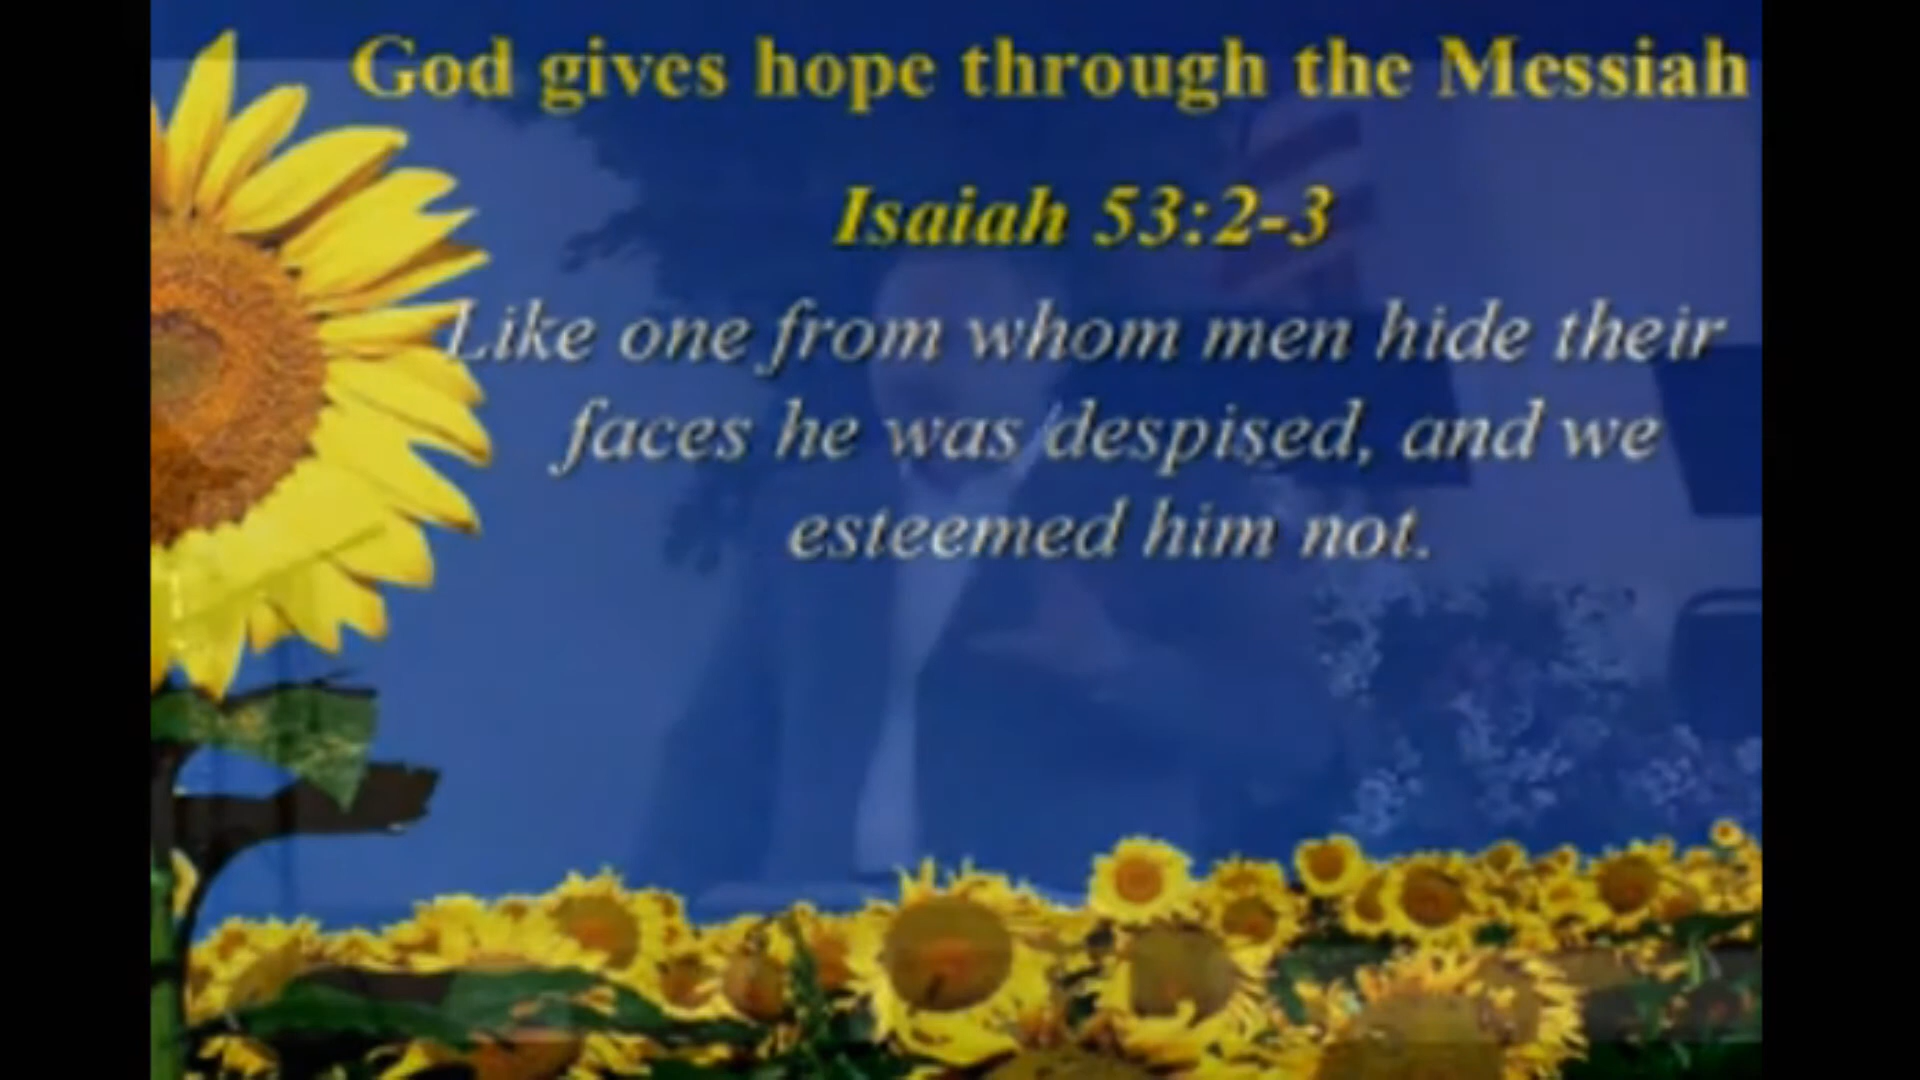 God gives hope through the Messiah
Isaiah 53:2-3
Like one from whom men hide their
faces he was despised, and we
esteemed him not.